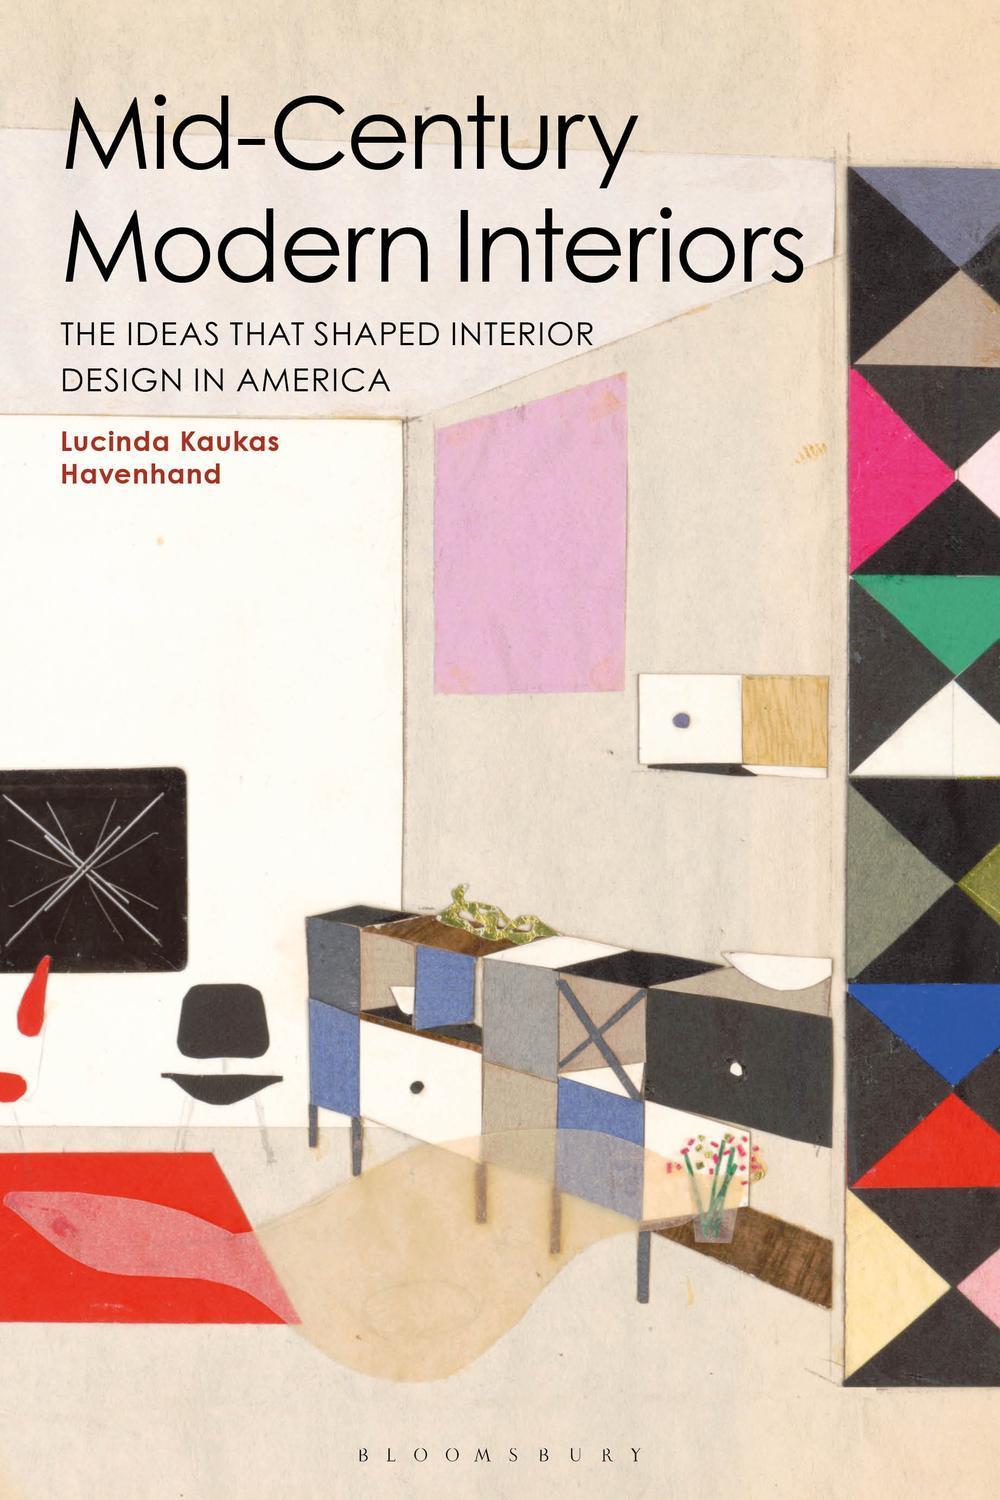 Mid-Century
Modern Interiors
THE IDEAS THAT SHAPED INTERIOR
DESIGN IN AMERICA
Lucinda Kaukas
Havenhand
BLOOMSBURY